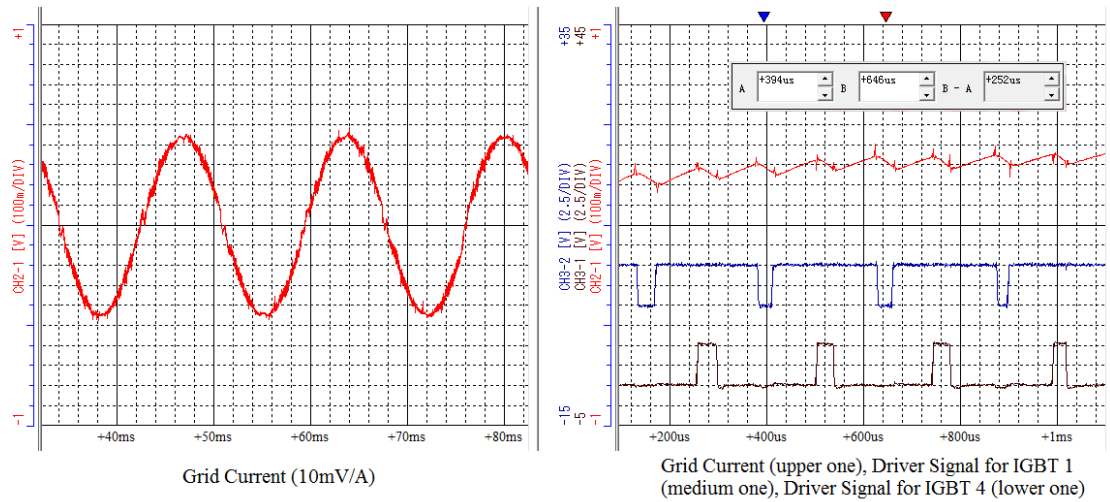 +1
CH2-1 [V] (100m/DIV)
-1
+40ms
+50ms
+60ms
+70ms
+80ms
Grid Current (10mV/A)
+35
+45
+1
CH3-2 [V] (2.5/DIV)
CH3-1 [V] (2.5/DIV)
CH2-1 [V] (100m/DIV)
-15
-5
-1
A +394us B +646us B - A +252us
+200us
+400us
+600us
+800us
+1ms
Grid Current (upper one), Driver Signal for IGBT 1
(medium one), Driver Signal for IGBT 4 (lower one)